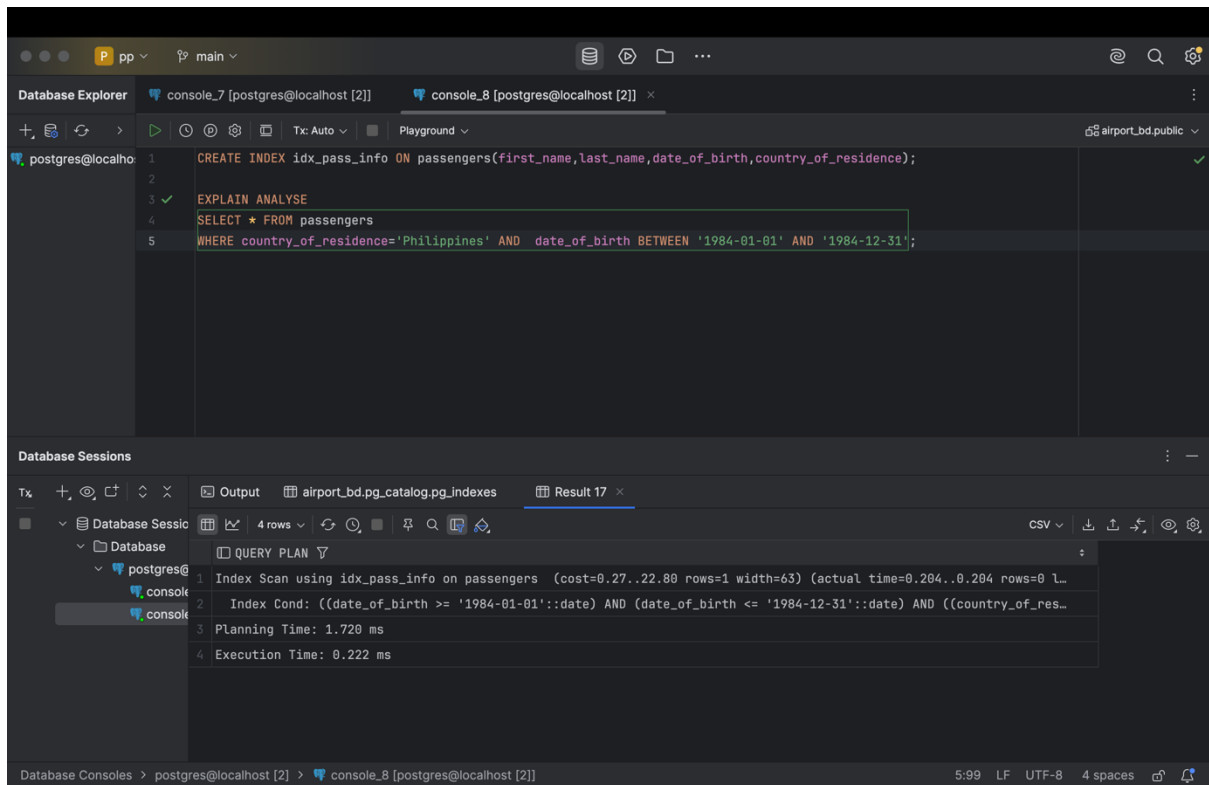 P pp main
Database Explorer console_7 [postgres@localhost [2]] console_8 [postgres@localhost [2]]
Tx: Auto Playground airport_bd.public
postgres@localho
1 CREATE INDEX idx_pass_info ON passengers(first_name,last_name,date_of_birth,country_of_residence);
2
3 EXPLAIN ANALYSE
4 SELECT * FROM passengers
5 WHERE country_of_residence='Philippines' AND  date_of_birth BETWEEN '1984-01-01' AND '1984-12-31';
Database Sessions
Tx Output airport_bd.pg_catalog.pg_indexes Result 17
Database Sessic 4 rows CSV
Database QUERY PLAN
postgres@ 1 Index Scan using idx_pass_info on passengers  (cost=0.27..22.80 rows=1 width=63) (actual time=0.204..0.204 rows=0 l…
console 2   Index Cond: ((date_of_birth >= '1984-01-01'::date) AND (date_of_birth <= '1984-12-31'::date) AND ((country_of_res…
console 3 Planning Time: 1.720 ms
4 Execution Time: 0.222 ms
Database Consoles > postgres@localhost [2] > console_8 [postgres@localhost [2]] 5:99 LF UTF-8 4 spaces